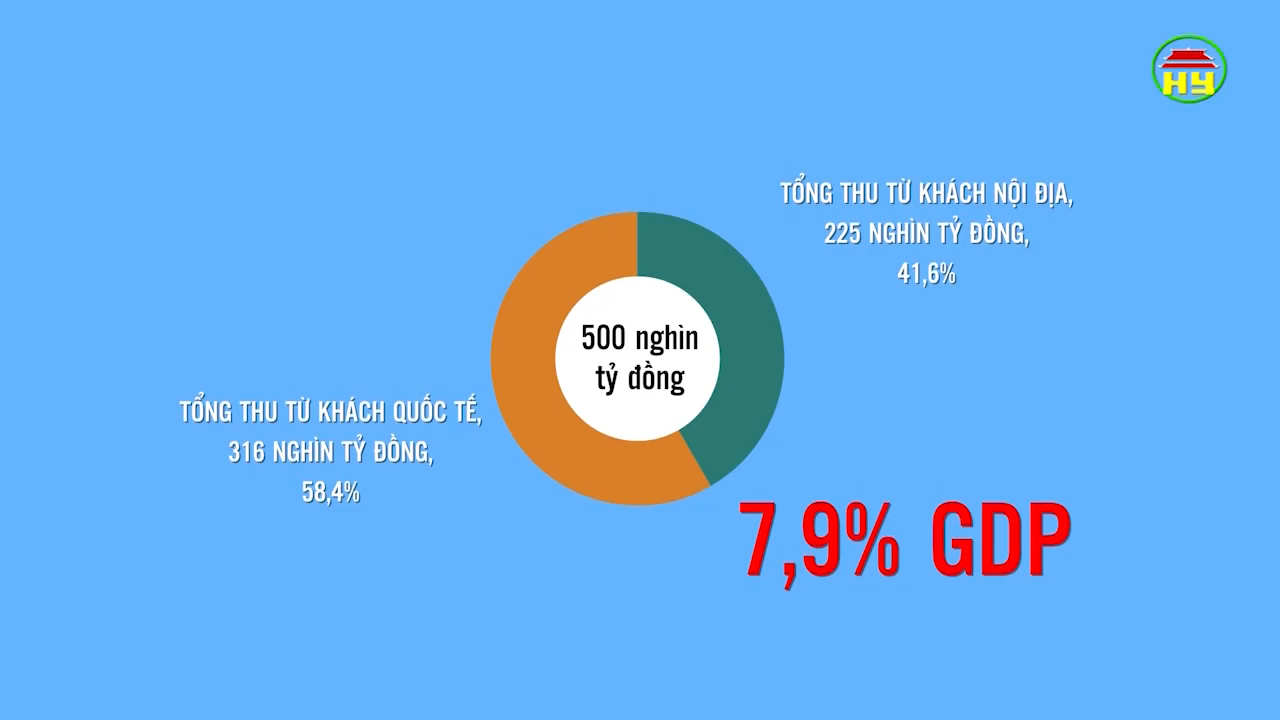 HY
TỔNG THU TỪ KHÁCH NỘI ĐỊA,
225 NGHÌN TỶ ĐỒNG,
41,6%
500 nghìn
tỷ đồng
TỔNG THU TỪ KHÁCH QUỐC TẾ,
316 NGHÌN TỶ ĐỒNG,
58,4%
7,9% GDP